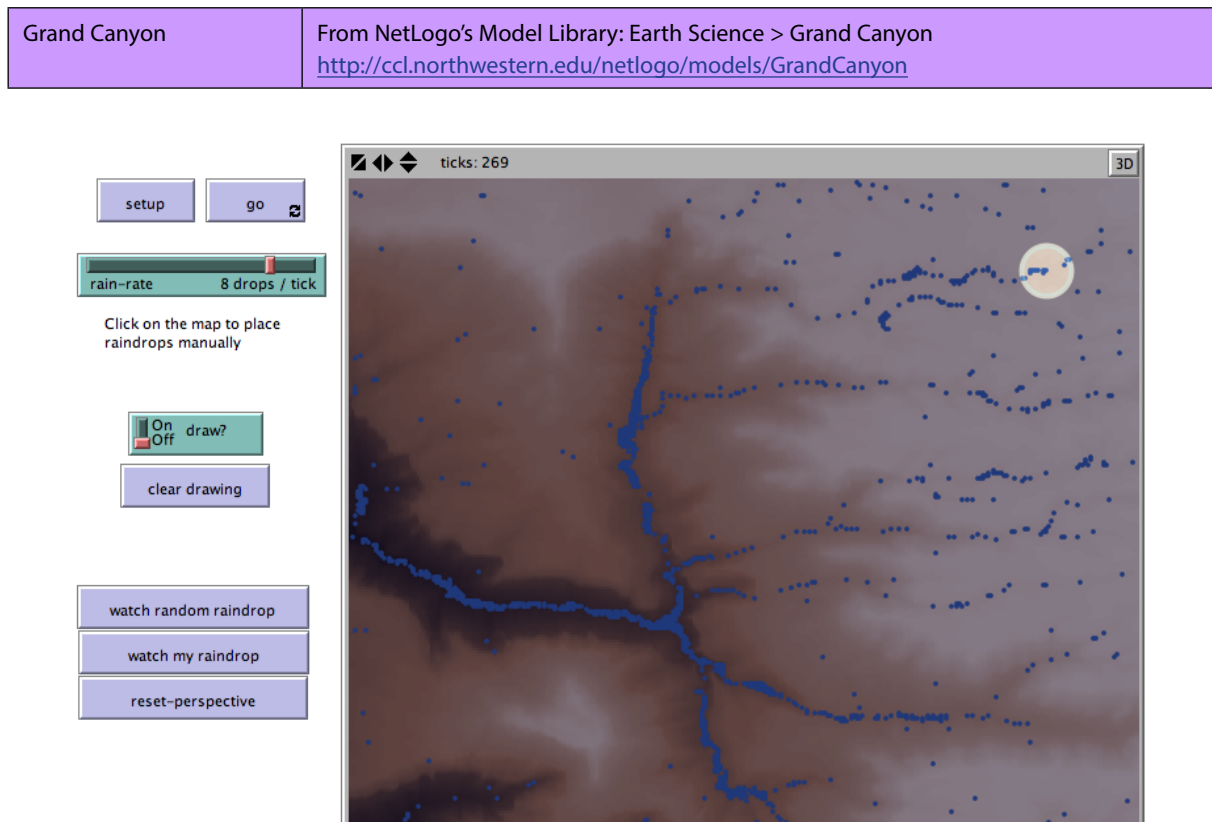 Grand Canyon
From NetLogo’s Model Library: Earth Science > Grand Canyon
http://ccl.northwestern.edu/netlogo/models/GrandCanyon
ticks: 269
3D
setup
go
rain-rate 8 drops / tick
Click on the map to place
raindrops manually
On
Off
draw?
clear drawing
watch random raindrop
watch my raindrop
reset-perspective